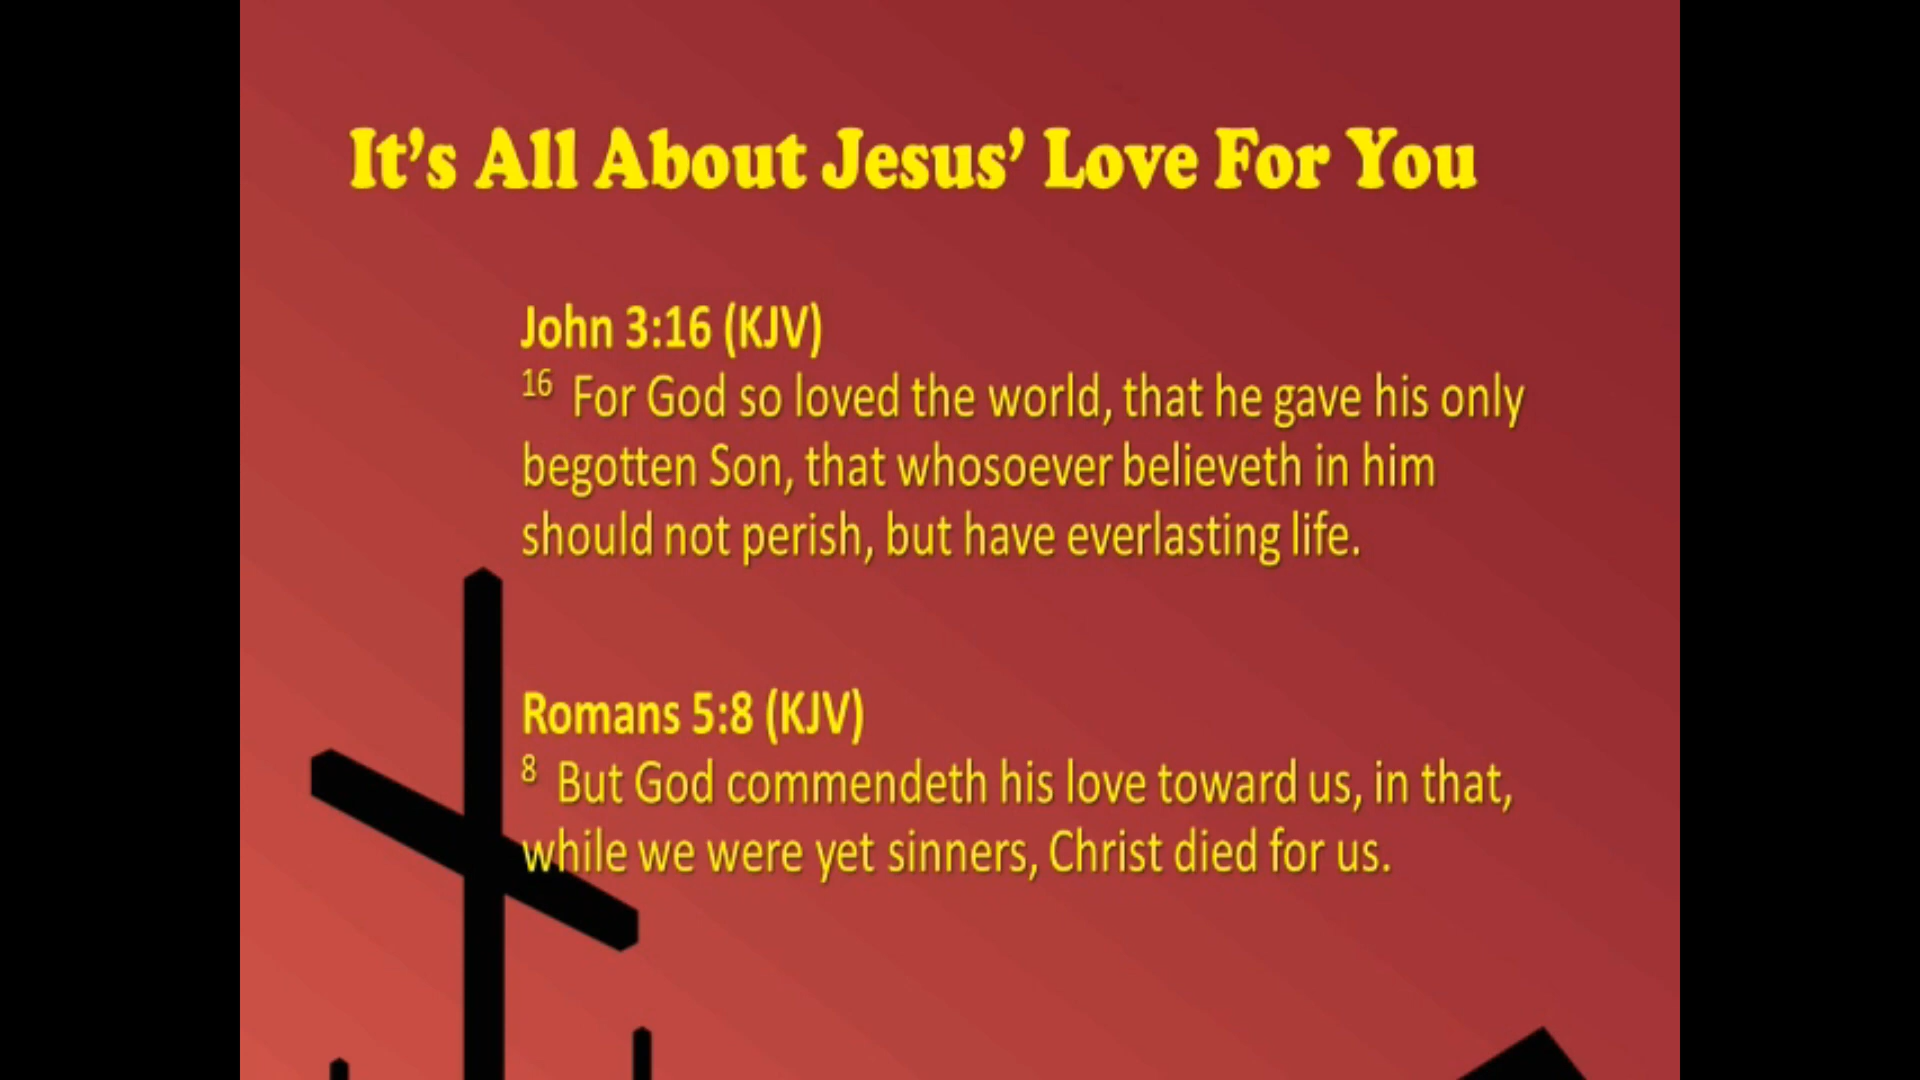 It's All About Jesus' Love For You
John 3:16 (KJV)
16 For God so loved the world, that he gave his only
begotten Son, that whosoever believeth in him
should not perish, but have everlasting life.
Romans 5:8 (KJV)
8 But God commendeth his love toward us, in that,
while we were yet sinners, Christ died for us.